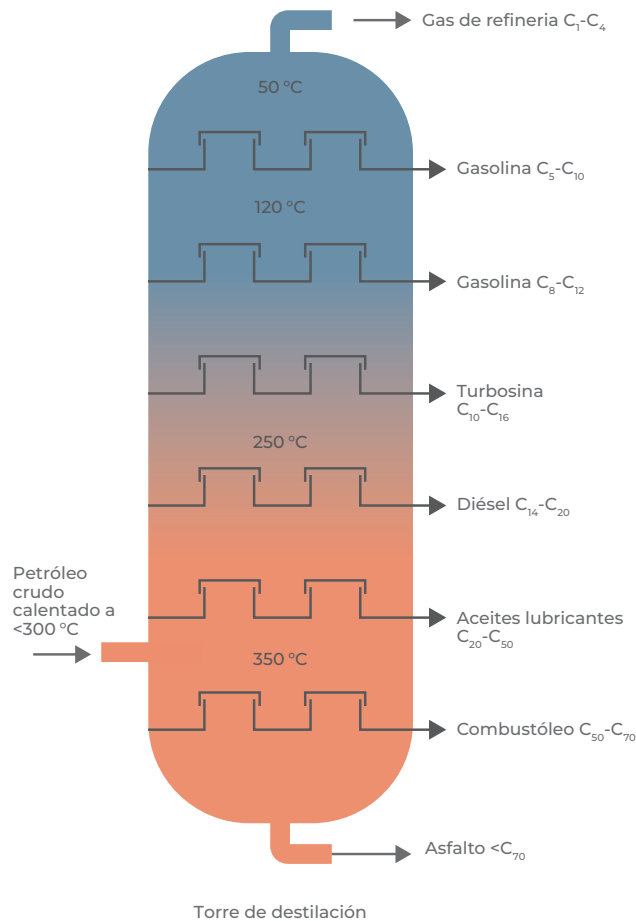 Gas de refineria C₁-C₄
50 °C
Gasolina C₅-C₁₀
120 °C
Gasolina C₈-C₁₂
Turbosina
C₁₀-C₁₆
250 °C
Diésel C₁₄-C₂₀
Petróleo
crudo
calentado a
<300 °C
Aceites lubricantes
C₂₀-C₅₀
350 °C
Combustóleo C₅₀-C₇₀
Asfalto <C₇₀
Torre de destilación